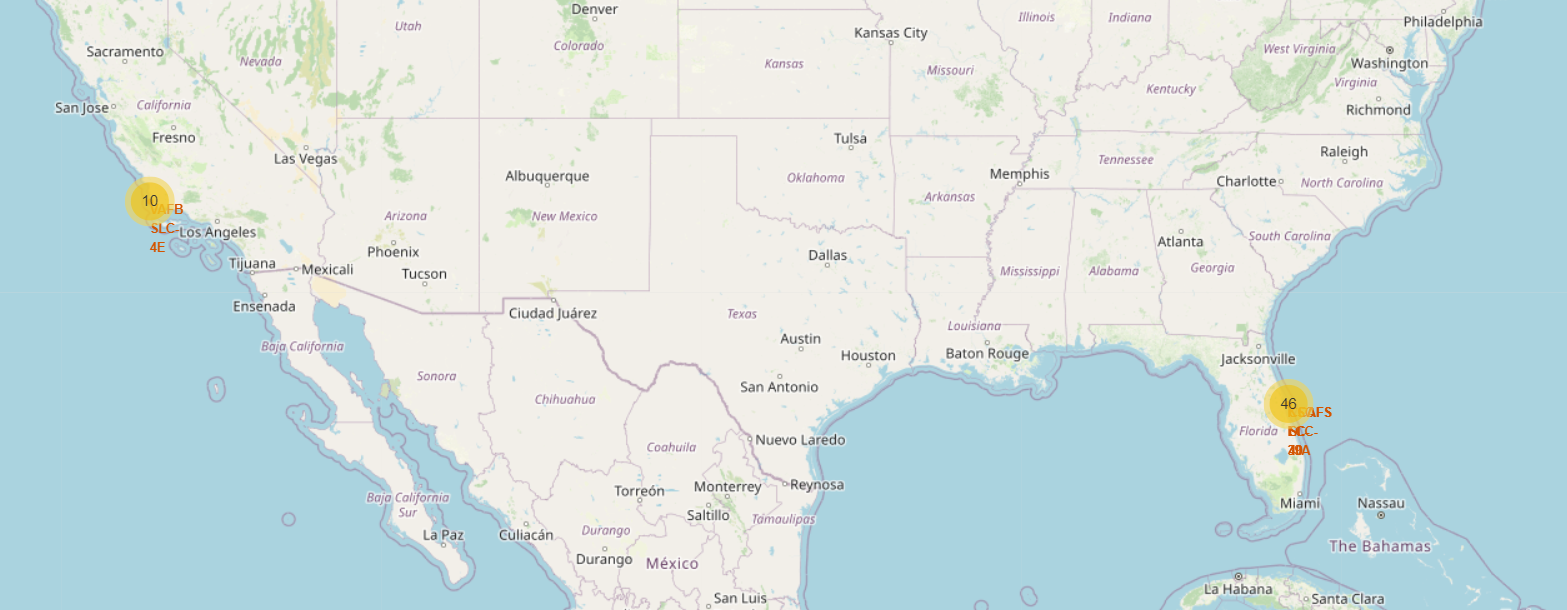 Denver
Philadelphia
Utah
Illinois
Indiana
Kansas City
Colorado
Sacramento
West Virginia
Nevada
Kansas
Washington
Missouri
Virginia
Kentucky
San Jose
California
Richmond
Fresno
Tulsa
Raleigh
Las Vegas
Tennessee
Albuquerque
Memphis
Oklahoma
Charlotte
North Carolina
10
Arkansas
VAFB
SLC-
4E
Arizona
New Mexico
Los Angeles
South Carolina
Atlanta
Phoenix
Dallas
Tijuana
Mexicali
Tucson
Mississippi
Alabama
Georgia
Ensenada
Ciudad Juárez
Texas
Louisiana
Austin
Baja California
Houston
Baton Rouge
Jacksonville
Sonora
San Antonio
Chihuahua
46
Florida
Nuevo Laredo
Coahuila
Reynosa
Monterrey
Torreón
Baja California
Sur
Miami
Nassau
Saltillo
Tamaulipas
La Paz
Culiacán
Durango
The Bahamas
Durango
México
La Habana
San Luis
Santa Clara